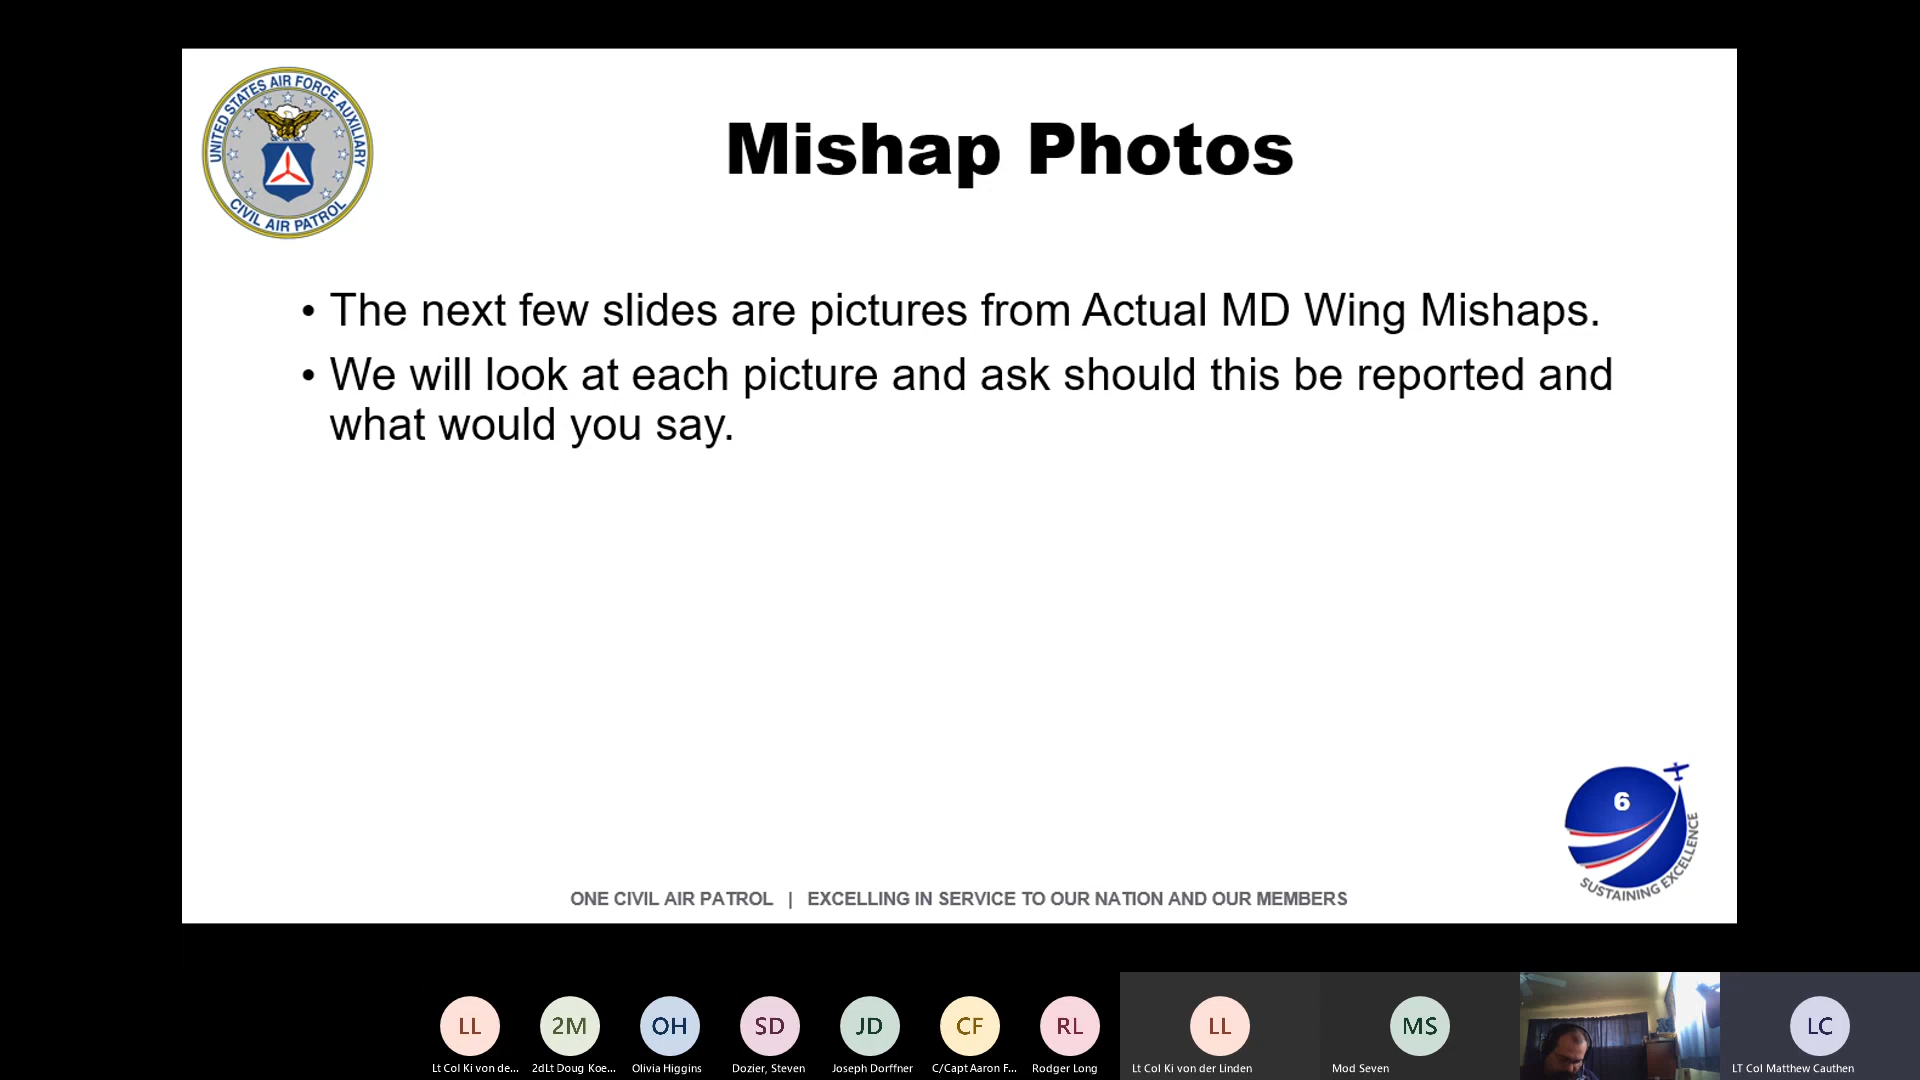 UNITED STATES AIR FORCE AUXILIARY
CIVIL AIR PATROL
Mishap Photos
• The next few slides are pictures from Actual MD Wing Mishaps.
• We will look at each picture and ask should this be reported and
what would you say.
6
SUSTAINING EXCELLENCE
ONE CIVIL AIR PATROL | EXCELLING IN SERVICE TO OUR NATION AND OUR MEMBERS
LL 2M OH SD JD CF RL LL MS LC
Lt Col Ki von de... 2dLt Doug Koe... Olivia Higgins Dozier, Steven Joseph Dorffner C/Capt Aaron F... Rodger Long Lt Col Ki von der Linden Mod Seven LT Col Matthew Cauthen